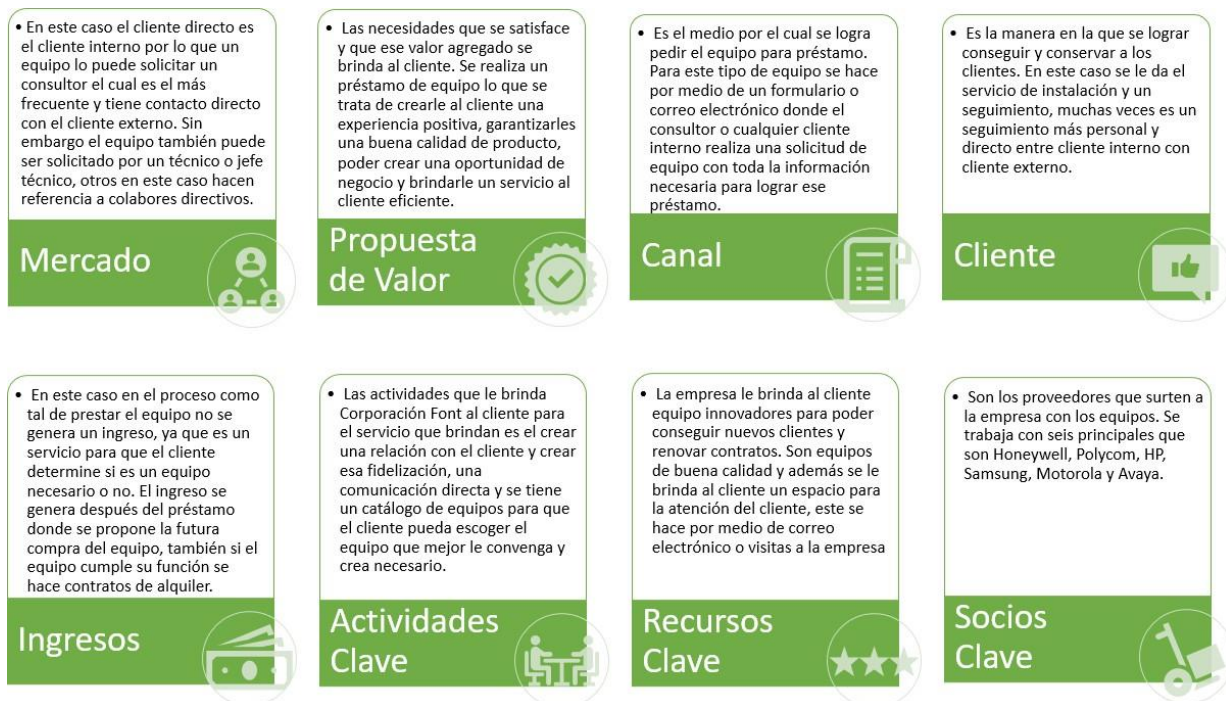 • En este caso el cliente directo es
el cliente interno por lo que un
equipo lo puede solicitar un
consultor el cual es el más
frecuente y tiene contacto directo
con el cliente externo. Sin
embargo el equipo también puede
ser solicitado por un técnico o jefe
técnico, otros en este caso hacen
referencia a colabores directivos.
Mercado
• Las necesidades que se satisface
y que ese valor agregado se
brinda al cliente. Se realiza un
préstamo de equipo lo que se
trata de crearle al cliente una
experiencia positiva, garantizarles
una buena calidad de producto,
poder crear una oportunidad de
negocio y brindarle un servicio al
cliente eficiente.
Propuesta
de Valor
• Es el medio por el cual se logra
pedir el equipo para préstamo.
Para este tipo de equipo se hace
por medio de un formulario o
correo electrónico donde el
consultor o cualquier cliente
interno realiza una solicitud de
equipo con toda la información
necesaria para lograr ese
préstamo.
Canal
• Es la manera en la que se lograr
conseguir y conservar a los
clientes. En este caso se le da el
servicio de instalación y un
seguimiento, muchas veces es un
seguimiento más personal y
directo entre cliente interno con
cliente externo.
Cliente
• En este caso en el proceso como
tal de prestar el equipo no se
genera un ingreso, ya que es un
servicio para que el cliente
determine si es un equipo
necesario o no. El ingreso se
genera después del préstamo
donde se propone la futura
compra del equipo, también si el
equipo cumple su función se
hace contratos de alquiler.
Ingresos
• Las actividades que le brinda
Corporación Font al cliente para
el servicio que brindan es el crear
una relación con el cliente y crear
esa fidelización, una
comunicación directa y se tiene
un catálogo de equipos para que
el cliente pueda escoger el
equipo que mejor le convenga y
crea necesario.
Actividades
Clave
• La empresa le brinda al cliente
equipo innovadores para poder
conseguir nuevos clientes y
renovar contratos. Son equipos
de buena calidad y además se le
brinda al cliente un espacio para
la atención del cliente, este se
hace por medio de correo
electrónico o visitas a la empresa
Recursos
Clave
• Son los proveedores que surten a
la empresa con los equipos. Se
trabaja con seis principales que
son Honeywell, Polycom, HP,
Samsung, Motorola y Avaya.
Socios
Clave